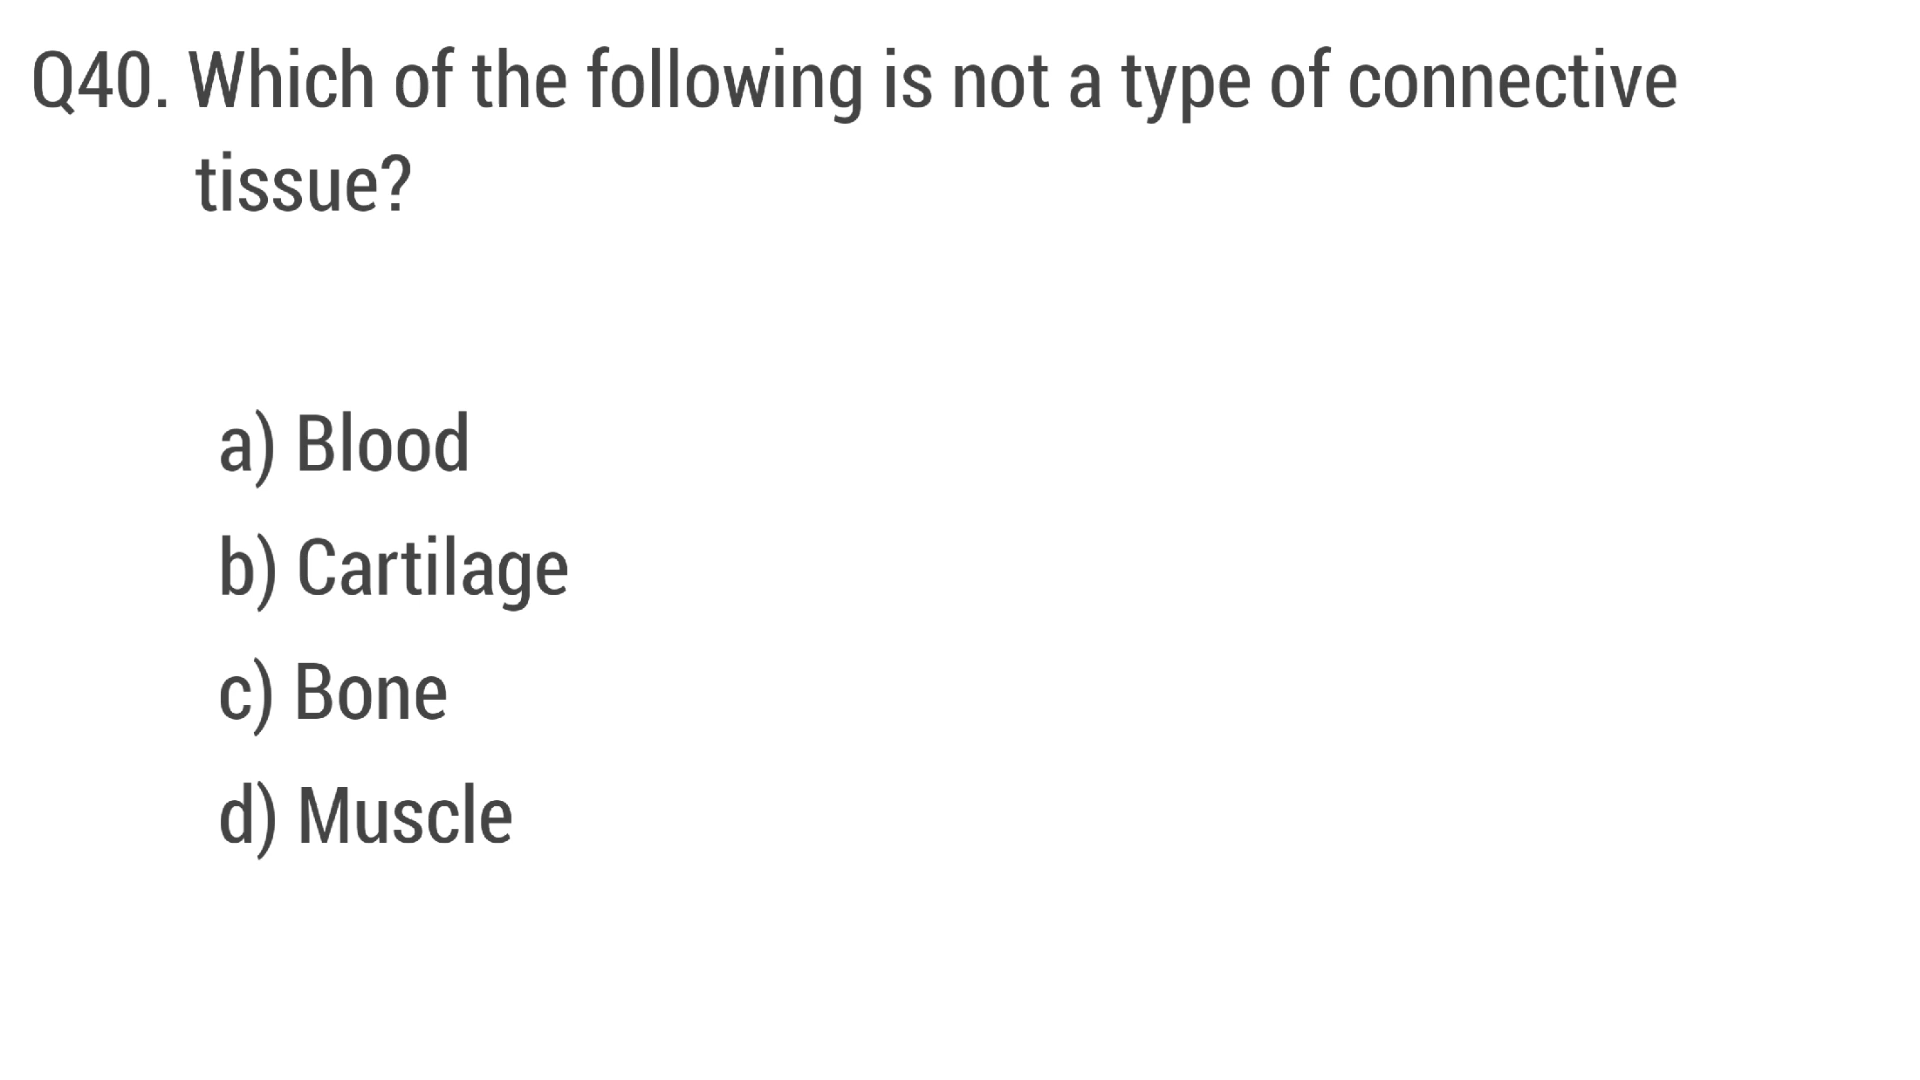 Q40. Which of the following is not a type of connective
tissue?
a) Blood
b) Cartilage
c) Bone
d) Muscle